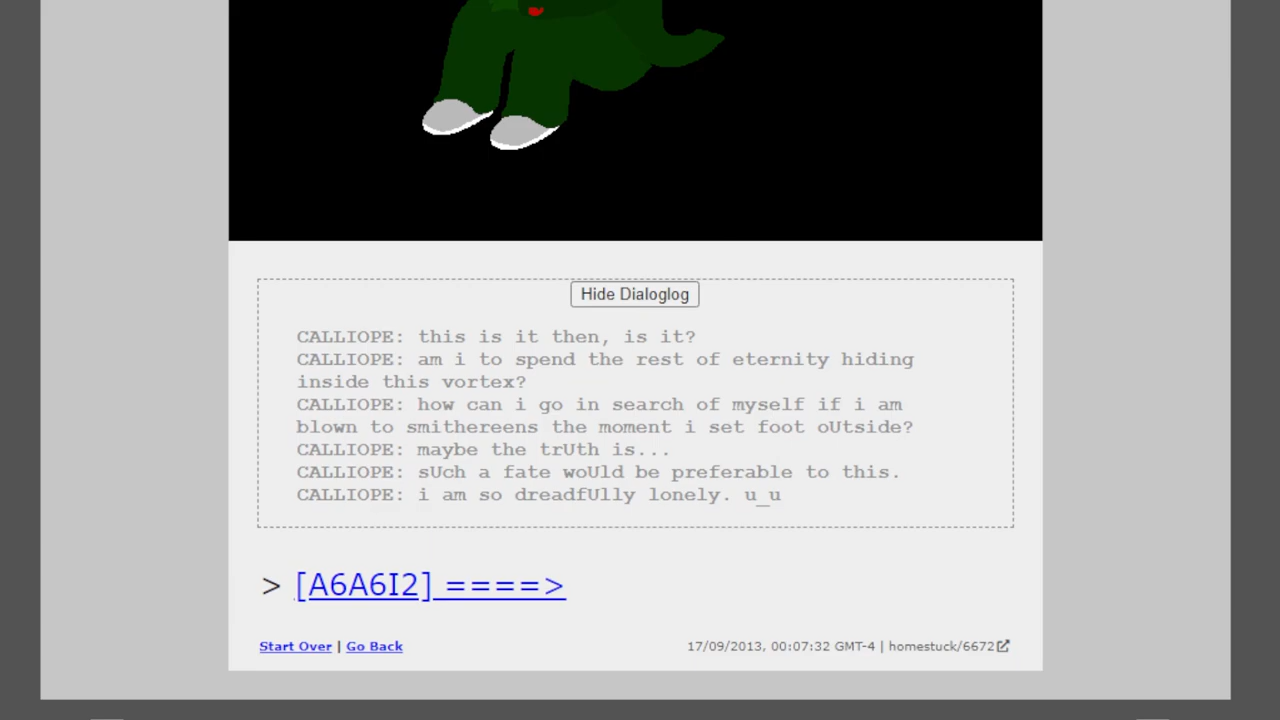 Hide Dialoglog
CALLIOPE: this is it then, is it?
CALLIOPE: am i to spend the rest of eternity hiding
inside this vortex?
CALLIOPE: how can i go in search of myself if i am
blown to smithereens the moment i set foot oUtside?
CALLIOPE: maybe the trUth is...
CALLIOPE: sUch a fate woUld be preferable to this.
CALLIOPE: i am so dreadfUlly lonely. u_u
> [A6A6I2] ====>
Start Over | Go Back
17/09/2013, 00:07:32 GMT-4 | homestuck/6672